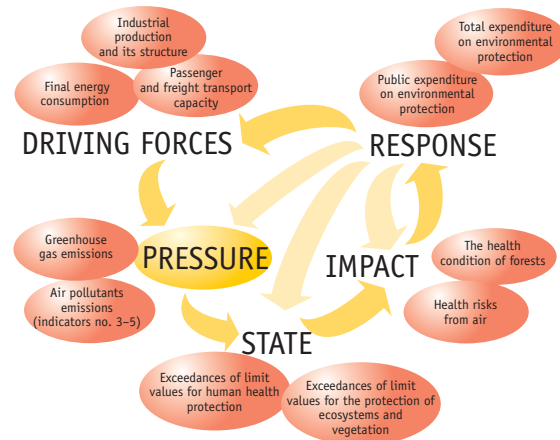 Industrial
production
and its structure
Total expenditure
on environmental
protection
Final energy
consumption
Passenger
and freight transport
capacity
Public expenditure
on environmental
protection
DRIVING FORCES
RESPONSE
Greenhouse
gas emissions
PRESSURE
IMPACT
The health
condition of forests
Air pollutants
emissions
(indicators no. 3–5)
Health risks
from air
STATE
Exceedances of limit
values for human health
protection
Exceedances of limit
values for the protection of
ecosystems and
vegetation